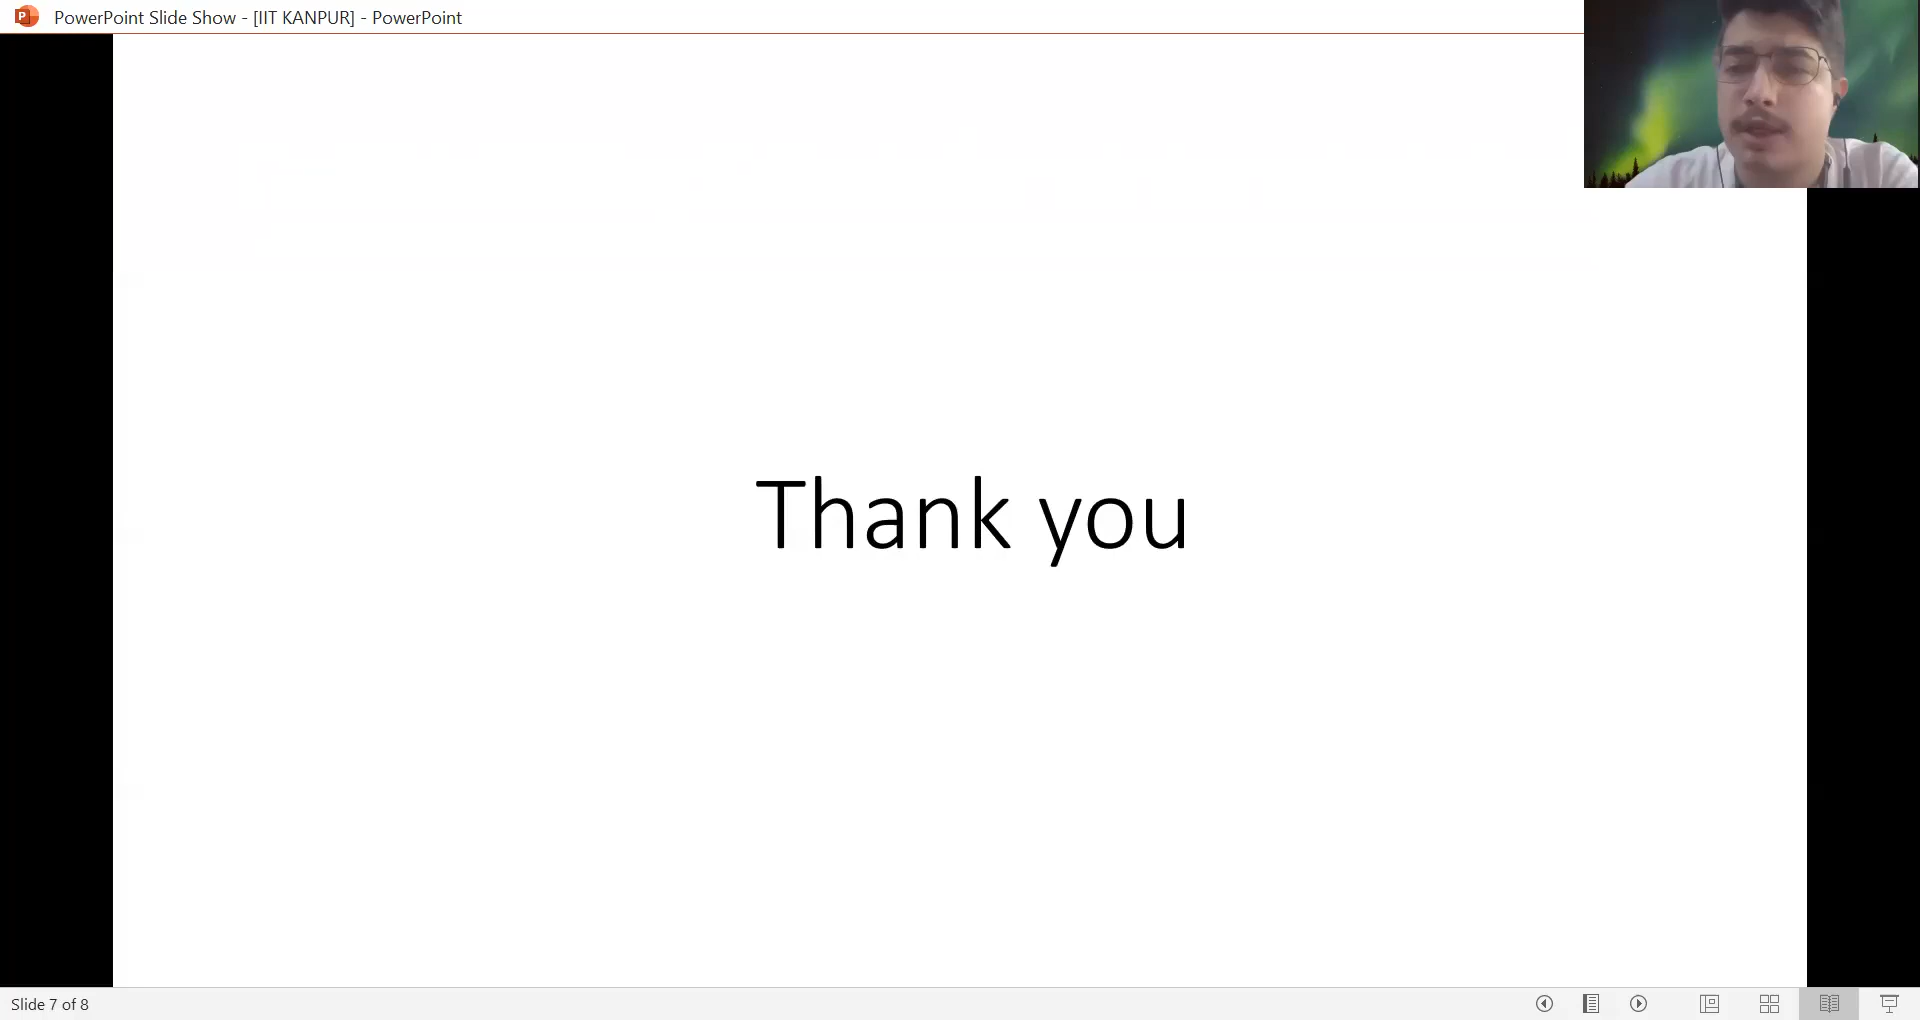 PowerPoint Slide Show - [IIT KANPUR] - PowerPoint
Thank you
Slide 7 of 8